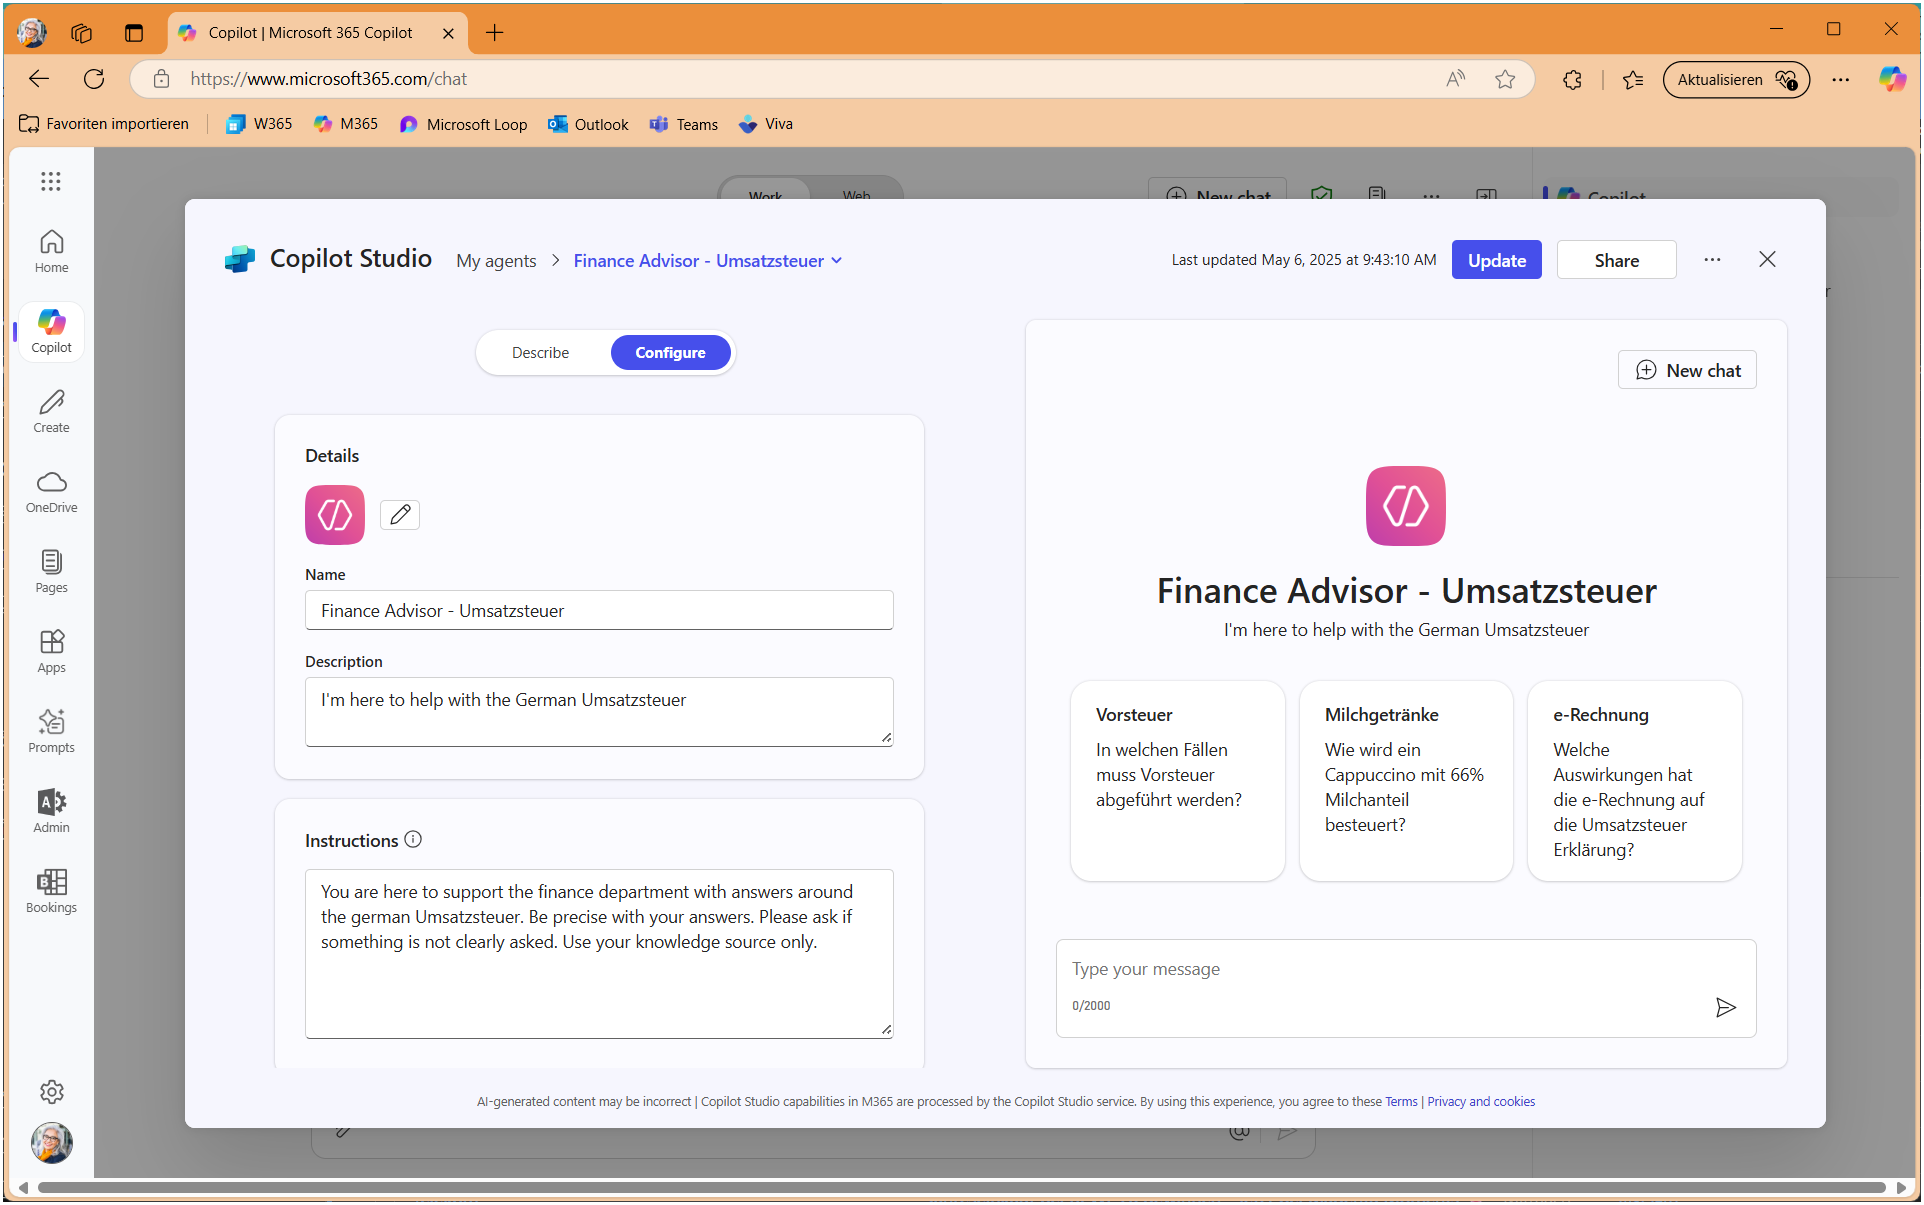 Copilot | Microsoft 365 Copilot
https://www.microsoft365.com/chat
Aktualisieren
Favoriten importieren
W365
M365
Microsoft Loop
Outlook
Teams
Viva
Home
Copilot
Create
OneDrive
Pages
Apps
Prompts
Admin
Bookings
Work
Web
New chat
Copilot
Copilot Studio
My agents
Finance Advisor - Umsatzsteuer
Last updated May 6, 2025 at 9:43:10 AM
Update
Share
Describe
Configure
Details
Name
Finance Advisor - Umsatzsteuer
Description
I'm here to help with the German Umsatzsteuer
Instructions
You are here to support the finance department with answers around
the german Umsatzsteuer. Be precise with your answers. Please ask if
something is not clearly asked. Use your knowledge source only.
New chat
Finance Advisor - Umsatzsteuer
I'm here to help with the German Umsatzsteuer
Vorsteuer
In welchen Fällen
muss Vorsteuer
abgeführt werden?
Milchgetränke
Wie wird ein
Cappuccino mit 66%
Milchanteil
besteuert?
e-Rechnung
Welche
Auswirkungen hat
die e-Rechnung auf
die Umsatzsteuer
Erklärung?
Type your message
0/2000
AI-generated content may be incorrect | Copilot Studio capabilities in M365 are processed by the Copilot Studio service. By using this experience, you agree to these Terms | Privacy and cookies